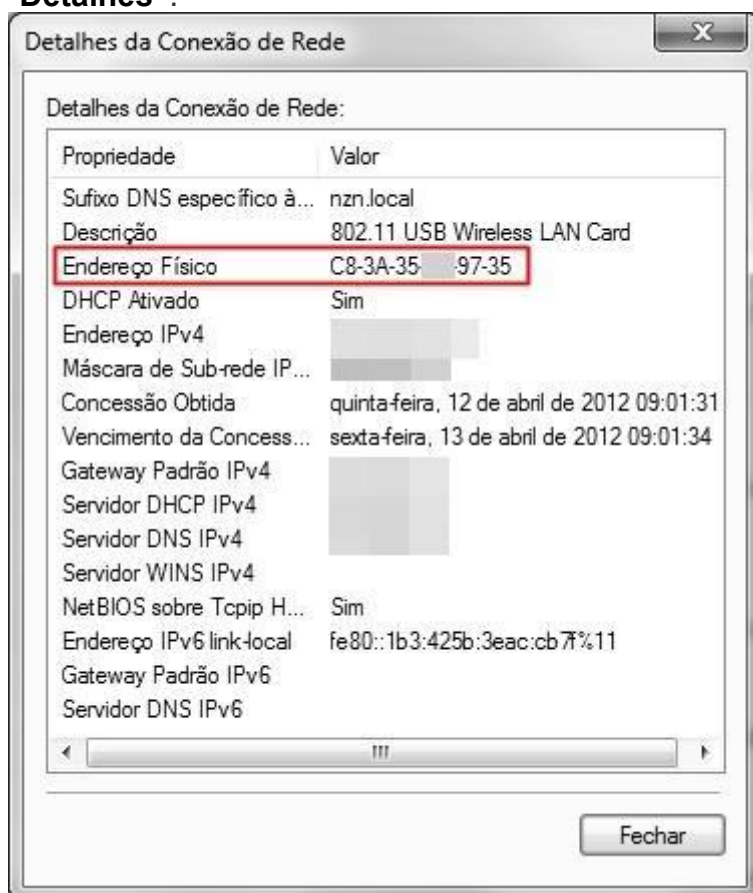 Detalhes".
Detalhes da Conexão de Rede
Detalhes da Conexão de Rede:
Propriedade Valor
Sufixo DNS específico à... nzn.local
Descrição 802.11 USB Wireless LAN Card
Endereço Físico C8-3A-35- -97-35
DHCP Ativado Sim
Endereço IPv4
Máscara de Sub-rede IP...
Concessão Obtida quinta-feira, 12 de abril de 2012 09:01:31
Vencimento da Concess... sexta-feira, 13 de abril de 2012 09:01:34
Gateway Padrão IPv4
Servidor DHCP IPv4
Servidor DNS IPv4
Servidor WINS IPv4
NetBIOS sobre Tcpip H... Sim
Endereço IPv6 link-local fe80::1b3:425b:3eac:cb7f%11
Gateway Padrão IPv6
Servidor DNS IPv6
Fechar